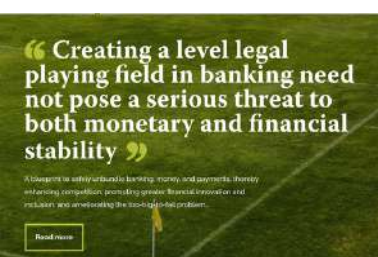 “ Creating a level legal
playing field in banking need
not pose a serious threat to
both monetary and financial
stability ”
A blueprint to safely unbundle banking, money, and payments, thereby
enhancing competition, promoting greater financial innovation and
inclusion, and ameliorating the too-big-to-fail problem.
Read more